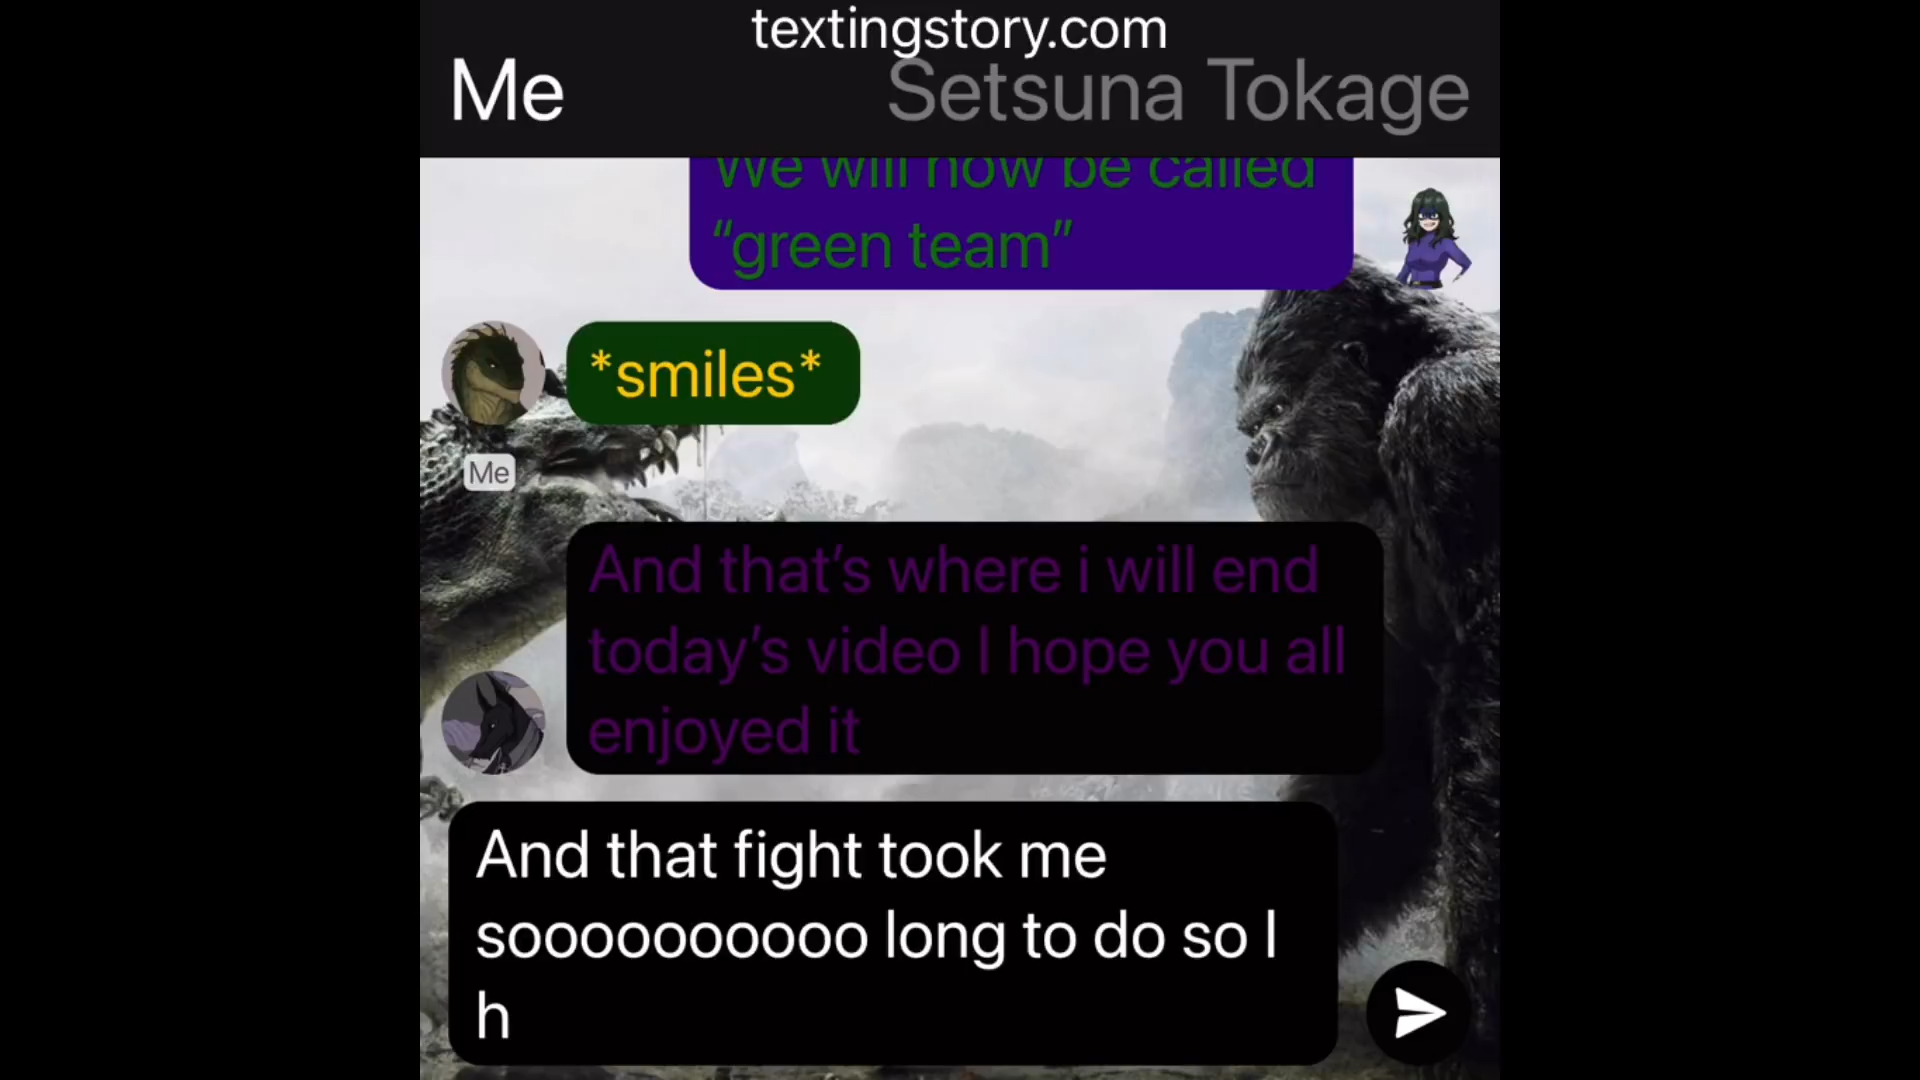 textingstory.com
Me
Setsuna Tokage
We will now be called
“green team”
*smiles*
Me
And that’s where i will end
today’s video I hope you all
enjoyed it
And that fight took me
soooooooooo long to do so I
h